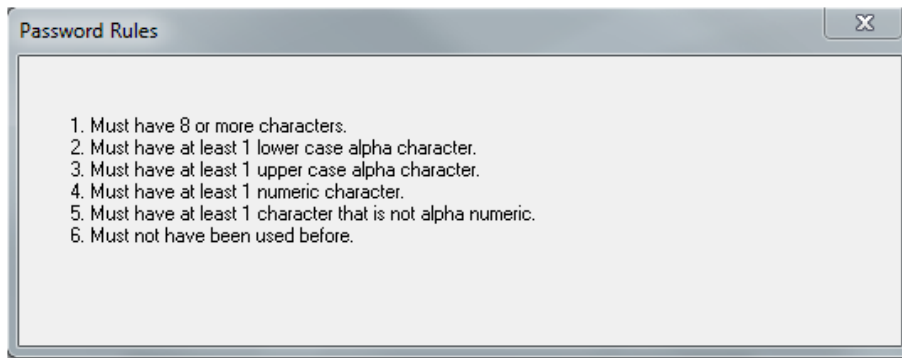 Password Rules
1. Must have 8 or more characters.
2. Must have at least 1 lower case alpha character.
3. Must have at least 1 upper case alpha character.
4. Must have at least 1 numeric character.
5. Must have at least 1 character that is not alpha numeric.
6. Must not have been used before.